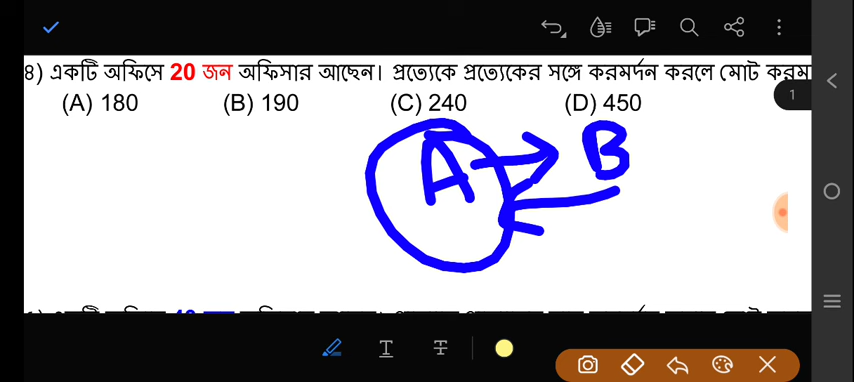 ৪) একটি অফিসে 20 জন অফিসার আছেন। প্রত্যেকে প্রত্যেকের সঙ্গে করমর্দন করলে মোট করমা
(A) 180 (B) 190 (C) 240 (D) 450
1
A B